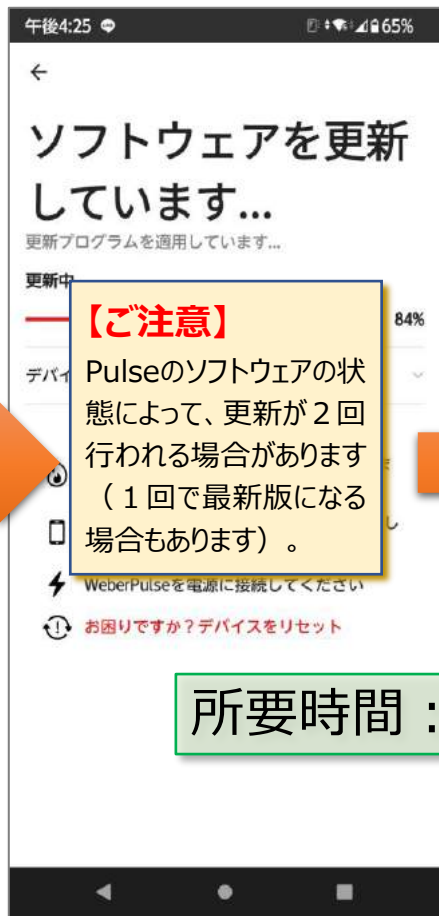 午後4:25
65%
ソフトウェアを更新
しています...
更新プログラムを適用しています...
更新中
84%
デバイ
【ご注意】
Pulseのソフトウェアの状
態によって、更新が２回
行われる場合があります
（１回で最新版になる
場合もあります）。
し
WeberPulseを電源に接続してください
お困りですか？デバイスをリセット
所要時間：